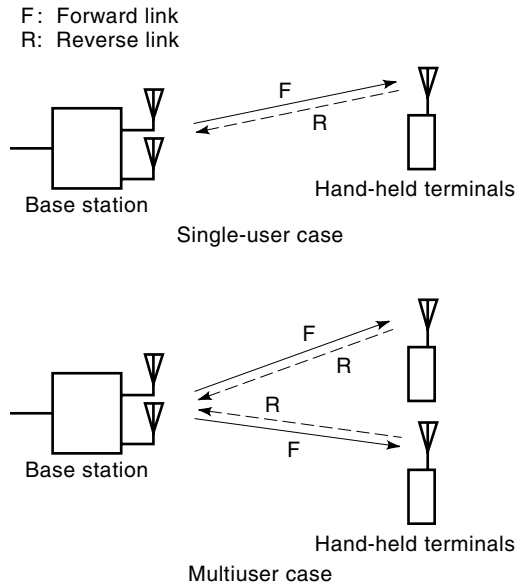 F: Forward link
R: Reverse link
F
R
Base station
Hand-held terminals
Single-user case
F
R
R
F
Base station
Hand-held terminals
Multiuser case